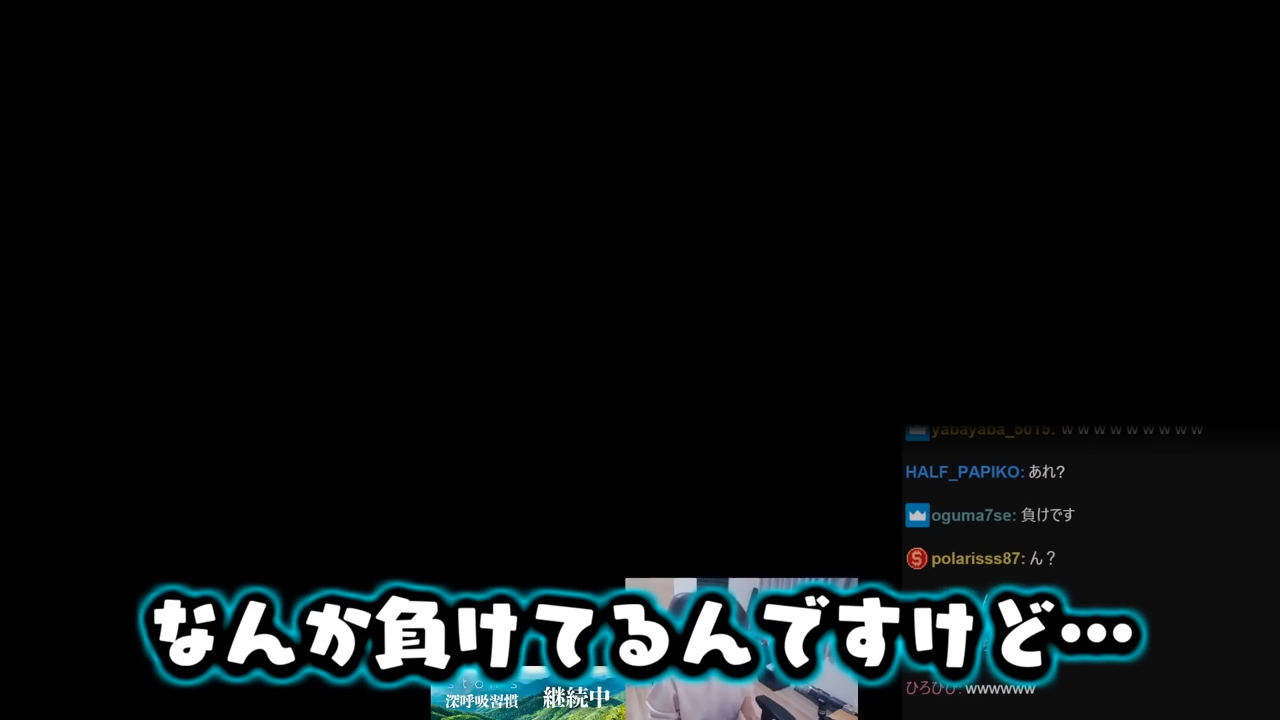 yabayaba_5015: ｗｗｗｗｗｗｗｗｗ
HALF_PAPIKO: あれ?
oguma7se: 負けです
polarisss87: ん？
なんか負けてるんですけど…
深呼吸習慣 継続中
ひろひひ: wwwwww